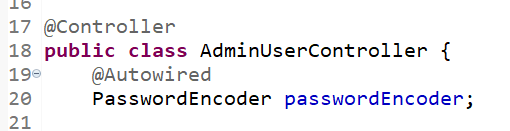 16
17 @Controller
18 public class AdminUserController {
19 @Autowired
20 PasswordEncoder passwordEncoder;
21